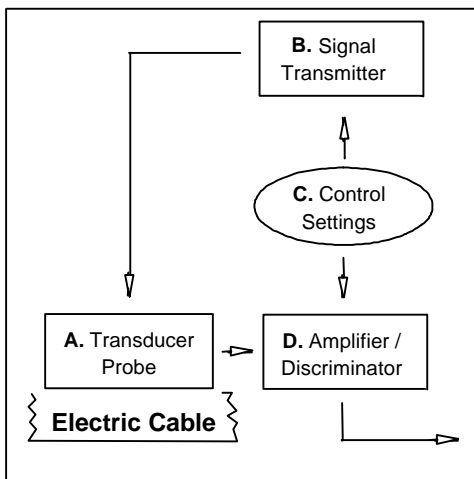 B. Signal
Transmitter
C. Control
Settings
A. Transducer
Probe
D. Amplifier /
Discriminator
Electric Cable